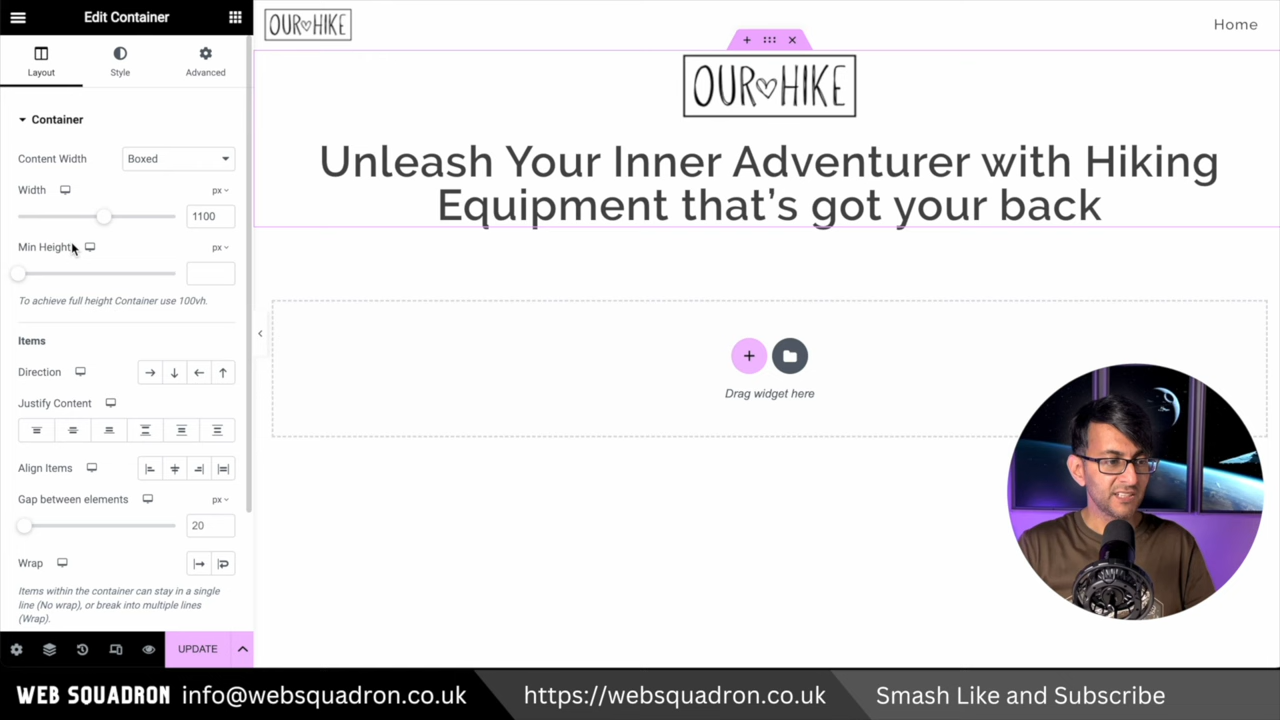 Edit Container
Layout
Style
Advanced
Container
Content Width
Boxed
Width
px
1100
Min Height
px
To achieve full height Container use 100vh.
Items
Direction
Justify Content
Align Items
Gap between elements
px
20
Wrap
Items within the container can stay in a single
line (No wrap), or break into multiple lines
(Wrap).
UPDATE
OUR HIKE
Home
OUR HIKE
Unleash Your Inner Adventurer with Hiking
Equipment that’s got your back
Drag widget here
WEB SQUADRON info@websquadron.co.uk
https://websquadron.co.uk
Smash Like and Subscribe